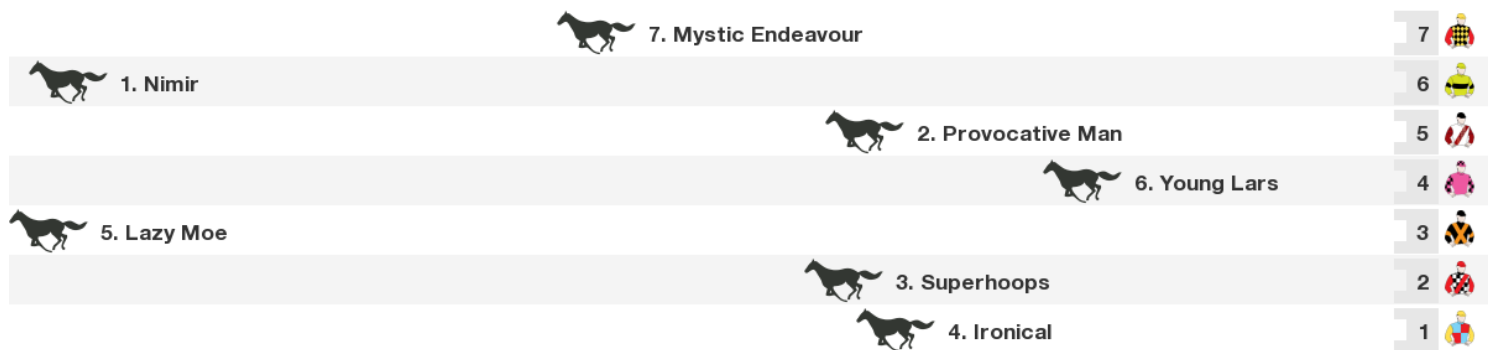 7. Mystic Endeavour 7
1. Nimir 6
2. Provocative Man 5
6. Young Lars 4
5. Lazy Moe 3
3. Superhoops 2
4. Ironical 1